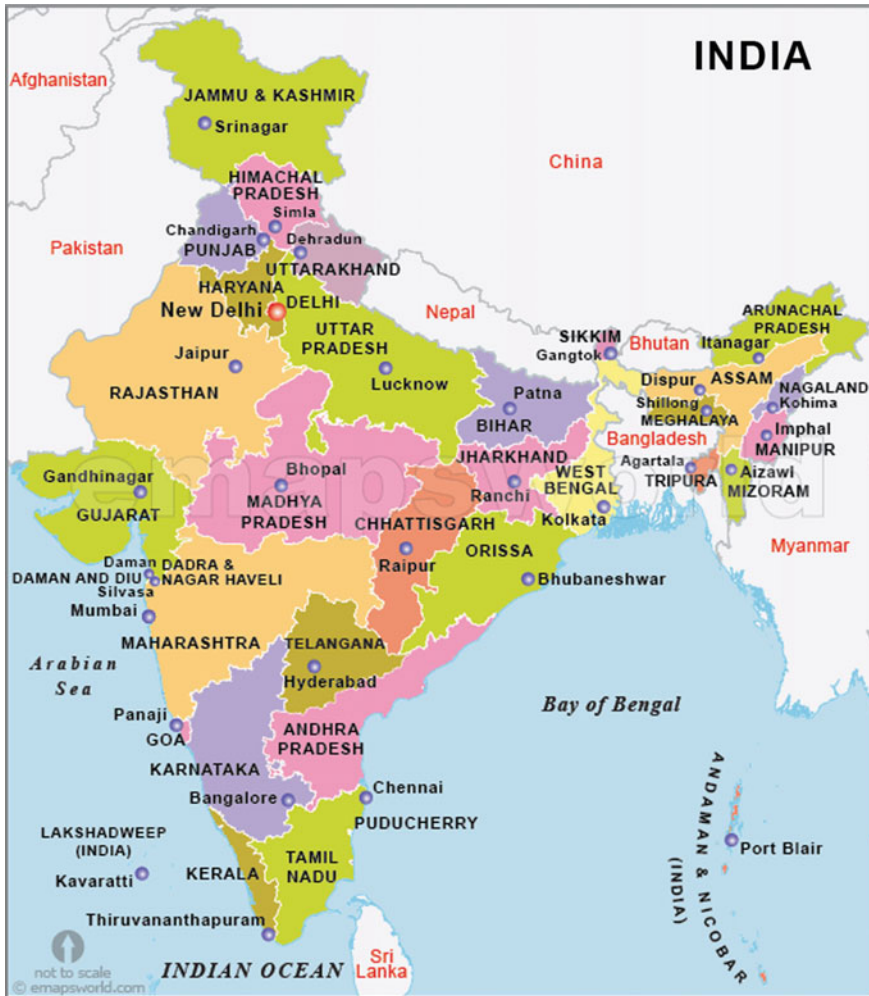 INDIA
Afghanistan
JAMMU & KASHMIR
Srinagar
China
HIMACHAL
PRADESH
Simla
Chandigarh
PUNJAB
Pakistan
Dehradun
UTTARAKHAND
HARYANA
DELHI
New Delhi
Nepal
UTTAR
PRADESH
Lucknow
Jaipur
RAJASTHAN
SIKKIM
Gangtok
Bhutan
ARUNACHAL
PRADESH
Itanagar
Dispur
ASSAM
Shillong
MEGHALAYA
NAGALAND
Kohima
Imphal
MANIPUR
Patna
BIHAR
Bangladesh
Agartala
TRIPURA
Aizawi
MIZORAM
JHARKHAND
Ranchi
WEST
BENGAL
Kolkata
Gandhinagar
GUJARAT
Bhopal
MADHYA
PRADESH
CHHATTISGARH
Raipur
ORISSA
Bhubaneshwar
Myanmar
emapsworld
Daman
DAMAN AND DIU
DADRA &
NAGAR HAVELI
Silvasa
Mumbai
MAHARASHTRA
TELANGANA
Hyderabad
Arabian
Sea
Bay of Bengal
Panaji
GOA
KARNATAKA
ANDHRA
PRADESH
Bangalore
Chennai
PUDUCHERRY
LAKSHADWEEP
(INDIA)
Kavaratti
KERALA
TAMIL
NADU
Thiruvananthapuram
ANDAMAN & NICOBAR
(INDIA)
Port Blair
Sri
Lanka
INDIAN OCEAN
not to scale
© emapsworld.com